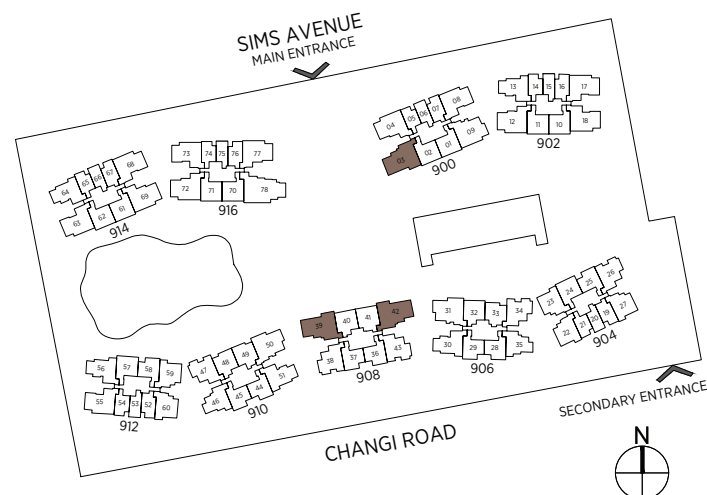 SIMS AVENUE
MAIN ENTRANCE
04 05 06 07 08
03 02 01 09
900
13 14 15 16 17
12 11 10 18
902
73 74 75 76 77
72 71 70 78
916
64 65 66 67 68
63 62 61 69
914
23 24 25 26
22 21 20 19 27
904
31 32 33 34
30 29 28 35
906
39 40 41 42
38 37 36 43
908
47 48 49 50
46 45 44 51
910
56 57 58 59
55 54 53 52 60
912
SECONDARY ENTRANCE
CHANGI ROAD
N